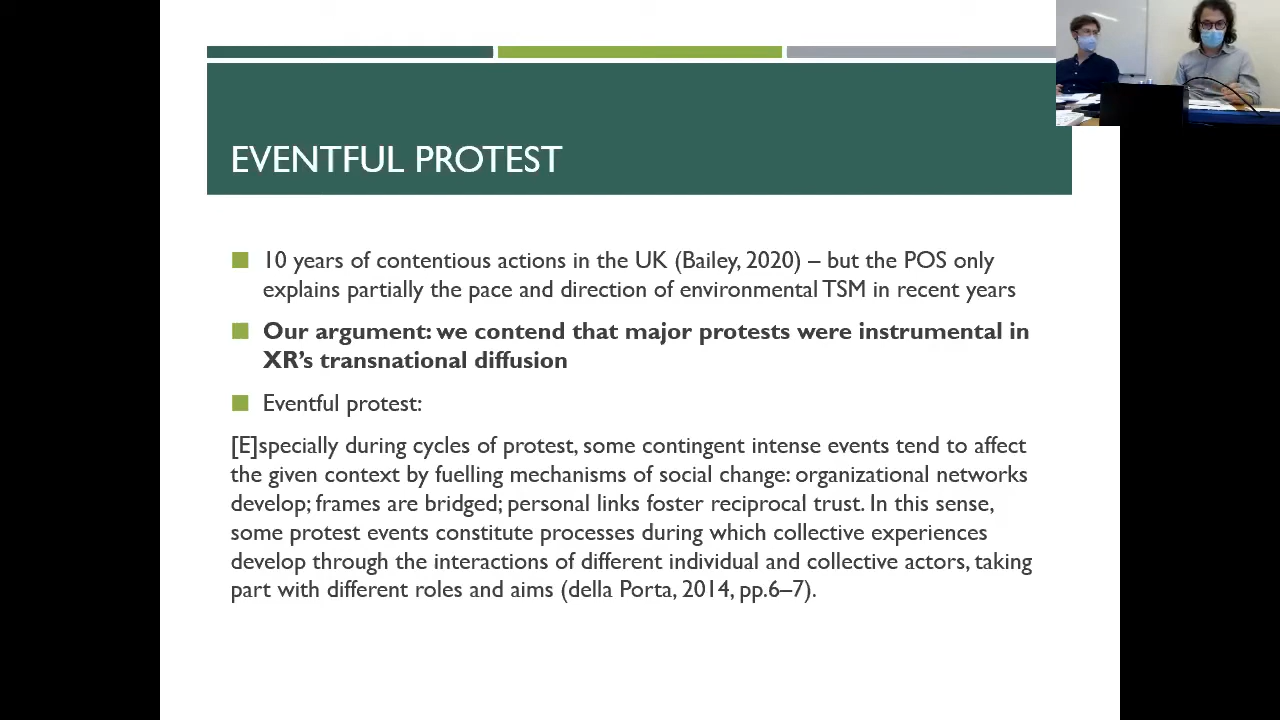 EVENTFUL PROTEST
10 years of contentious actions in the UK (Bailey, 2020) – but the POS only
explains partially the pace and direction of environmental TSM in recent years
Our argument: we contend that major protests were instrumental in
XR's transnational diffusion
Eventful protest:
[E]specially during cycles of protest, some contingent intense events tend to affect
the given context by fuelling mechanisms of social change: organizational networks
develop; frames are bridged; personal links foster reciprocal trust. In this sense,
some protest events constitute processes during which collective experiences
develop through the interactions of different individual and collective actors, taking
part with different roles and aims (della Porta, 2014, pp.6–7).